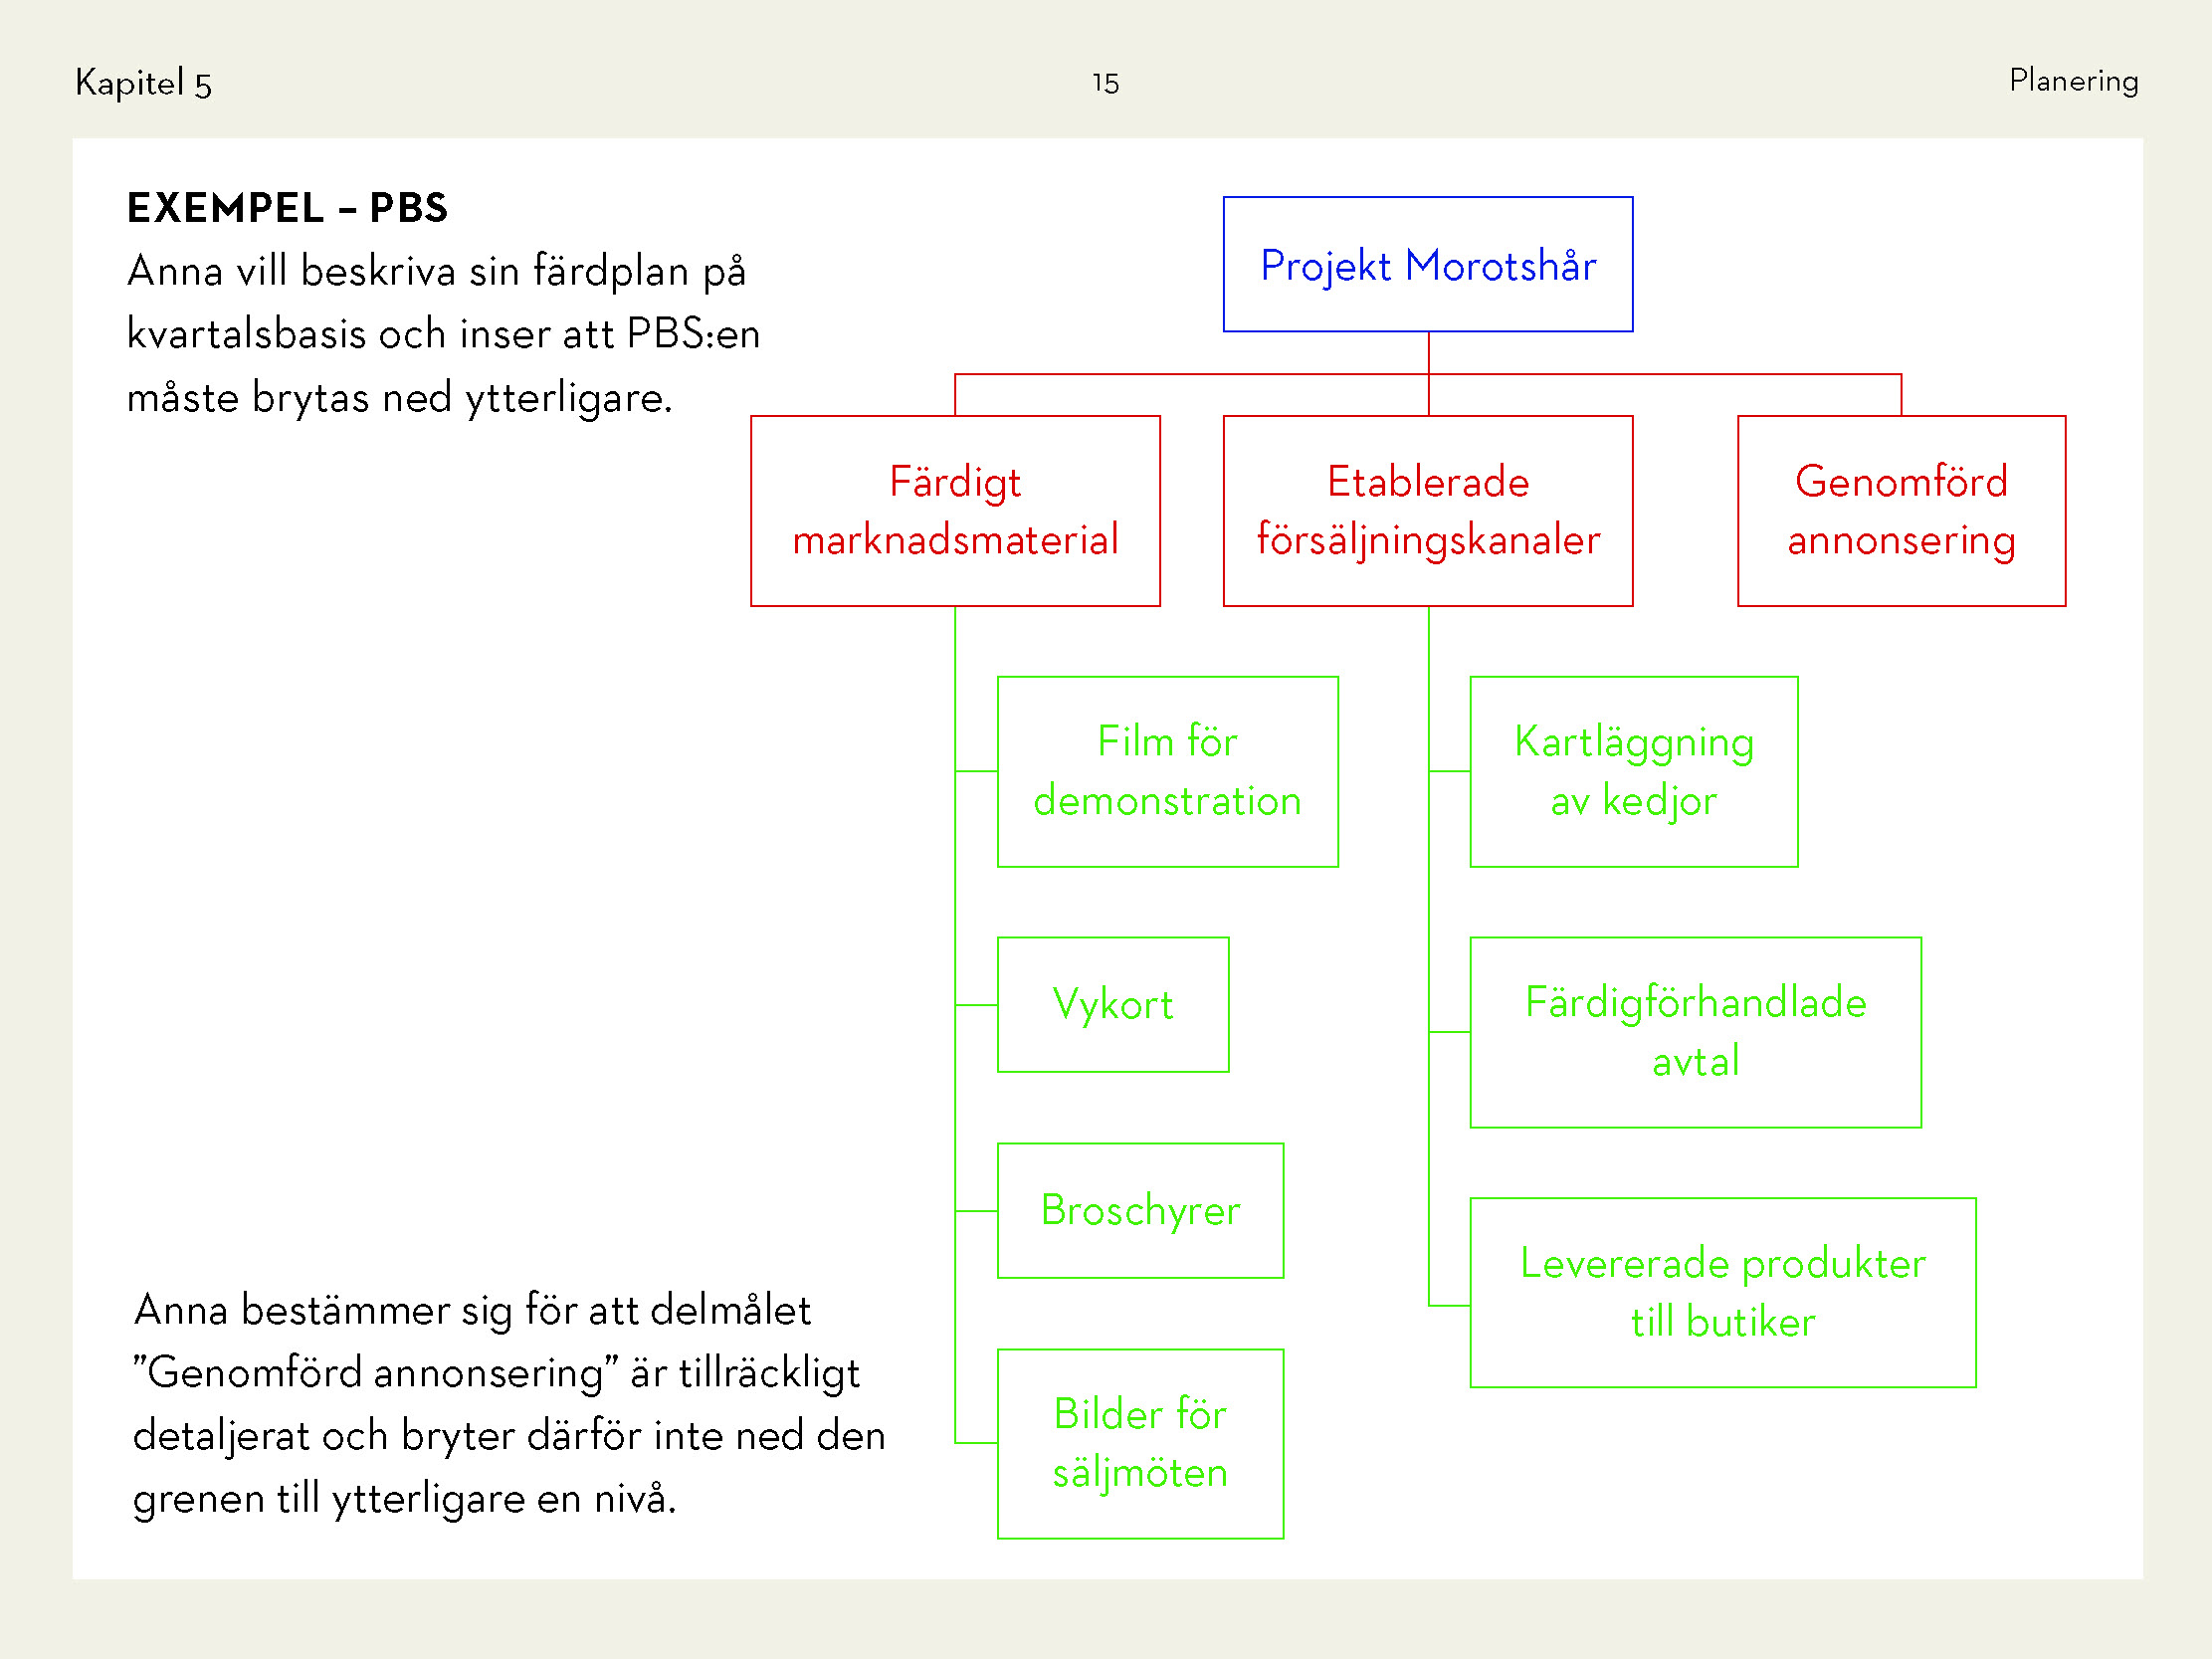 Kapitel 5
15
Planering
EXEMPEL – PBS
Anna vill beskriva sin färdplan på
kvartalsbasis och inser att PBS:en
måste brytas ned ytterligare.
Projekt Morotshår
Färdigt
marknadsmaterial
Etablerade
försäljningskanaler
Genomförd
annonsering
Film för
demonstration
Vykort
Broschyrer
Bilder för
säljmöten
Kartläggning
av kedjor
Färdigförhandlade
avtal
Levererade produkter
till butiker
Anna bestämmer sig för att delmålet
”Genomförd annonsering” är tillräckligt
detaljerat och bryter därför inte ned den
grenen till ytterligare en nivå.